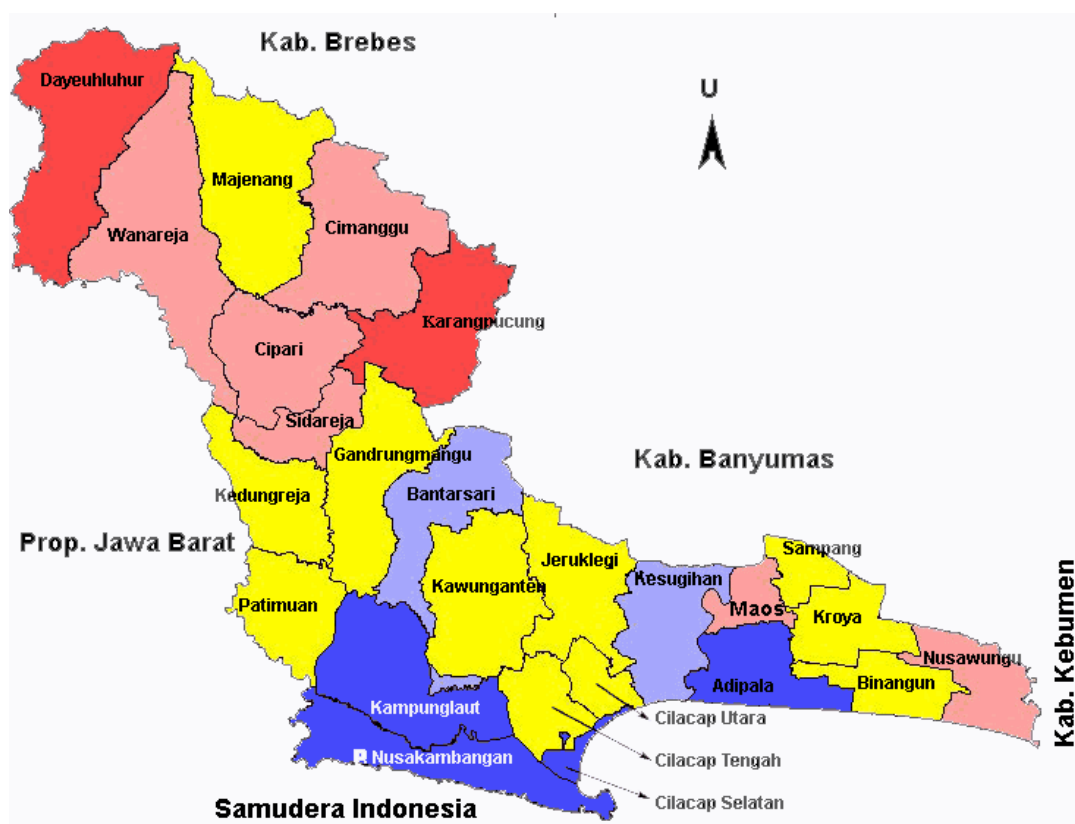 Kab. Brebes
Dayeuhluhur
U
Majenang
Wanareja
Cimanggu
Karangpucung
Cipari
Sidareja
Gandrungmangu
Kab. Banyumas
Kedungreja
Bantarsari
Prop. Jawa Barat
Sampang
Jeruklegi
Kesugihan
Kawunganten
Patimuan
Maos
Kroya
Kab. Kebumen
Nusawungu
Binangun
Adipala
Kampunglaut
Cilacap Utara
Nusakambangan
Cilacap Tengah
Cilacap Selatan
Samudera Indonesia